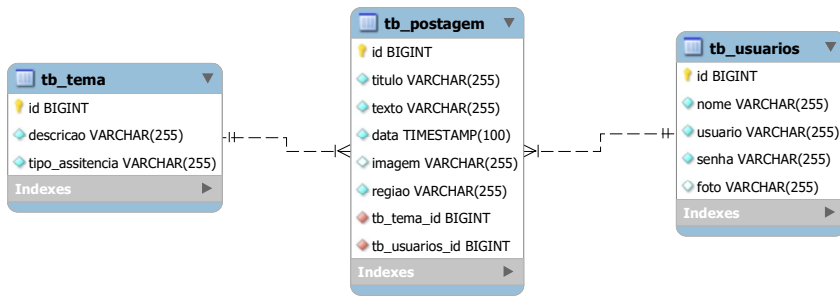 tb_tema
id BIGINT
descricao VARCHAR(255)
tipo_assitencia VARCHAR(255)
Indexes
tb_postagem
id BIGINT
titulo VARCHAR(255)
texto VARCHAR(255)
data TIMESTAMP(100)
imagem VARCHAR(255)
regiao VARCHAR(255)
tb_tema_id BIGINT
tb_usuarios_id BIGINT
Indexes
tb_usuarios
id BIGINT
nome VARCHAR(255)
usuario VARCHAR(255)
senha VARCHAR(255)
foto VARCHAR(255)
Indexes